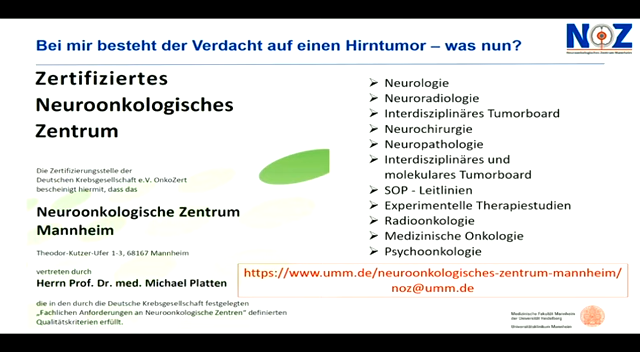 Bei mir besteht der Verdacht auf einen Hirntumor – was nun?
NOZ
Zertifiziertes
Neuroonkologisches
Zentrum
Die Zertifizierungsstelle der
Deutschen Krebsgesellschaft e.V. OnkoZert
bescheinigt hiermit, dass das
Neuroonkologische Zentrum
Mannheim
Theodor-Kutzer-Ufer 1-3, 68167 Mannheim
vertreten durch
Herrn Prof. Dr. med. Michael Platten
die in den durch die Deutsche Krebsgesellschaft festgelegten
„Fachlichen Anforderungen an Neuroonkologische Zentren" definierten
Qualitätskriterien erfüllt.
➢ Neurologie
➢ Neuroradiologie
➢ Interdisziplinäres Tumorboard
➢ Neurochirurgie
➢ Neuropathologie
➢ Interdisziplinäres und
molekulares Tumorboard
➢ SOP - Leitlinien
➢ Experimentelle Therapiestudien
➢ Radioonkologie
➢ Medizinische Onkologie
➢ Psychoonkologie
https://www.umm.de/neuroonkologisches-zentrum-mannheim/
noz@umm.de
Medizinische Fakultät Mannheim
der Universität Heidelberg
Universitätsklinikum Mannheim